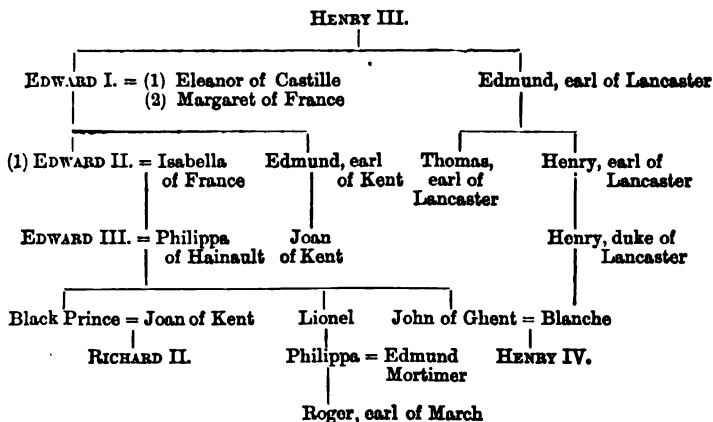 HENRY III.
EDWARD I. = (1) Eleanor of Castille
(2) Margaret of France
Edmund, earl of Lancaster
(1) EDWARD II. = Isabella
of France
Edmund, earl
of Kent
Thomas,
earl of
Lancaster
Henry, earl of
Lancaster
EDWARD III. = Philippa
of Hainault
Joan
of Kent
Henry, duke of
Lancaster
Black Prince = Joan of Kent
Lionel
John of Ghent = Blanche
RICHARD II.
Philippa = Edmund
Mortimer
HENRY IV.
Roger, earl of March